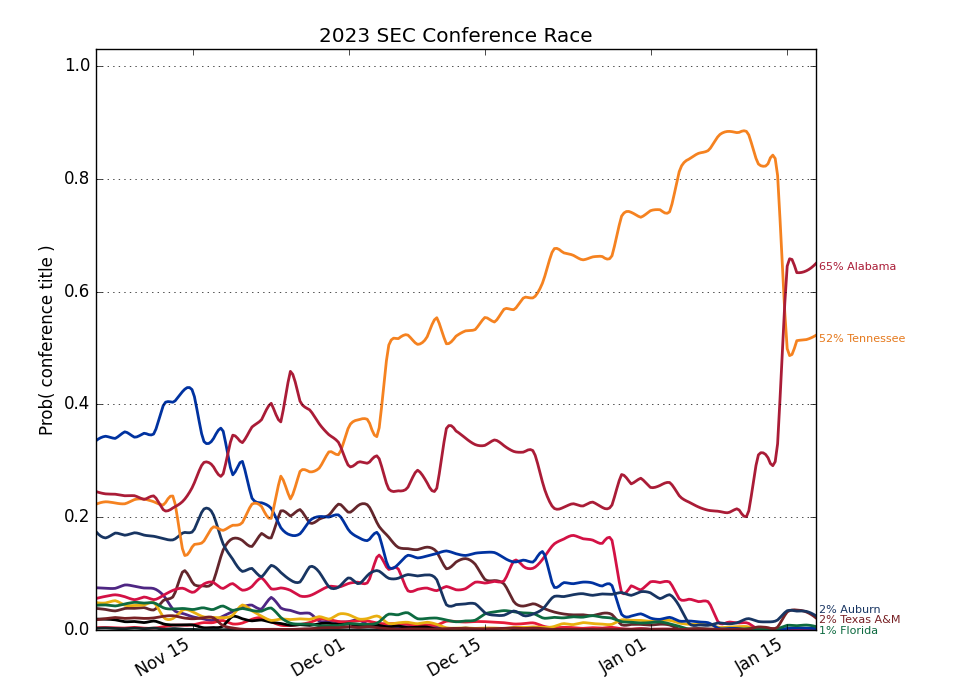 2023 SEC Conference Race
Prob( conference title )
1.0
0.8
0.6
0.4
0.2
0.0
Nov 15
Dec 01
Dec 15
Jan 01
Jan 15
65% Alabama
52% Tennessee
2% Auburn
2% Texas A&M
1% Florida